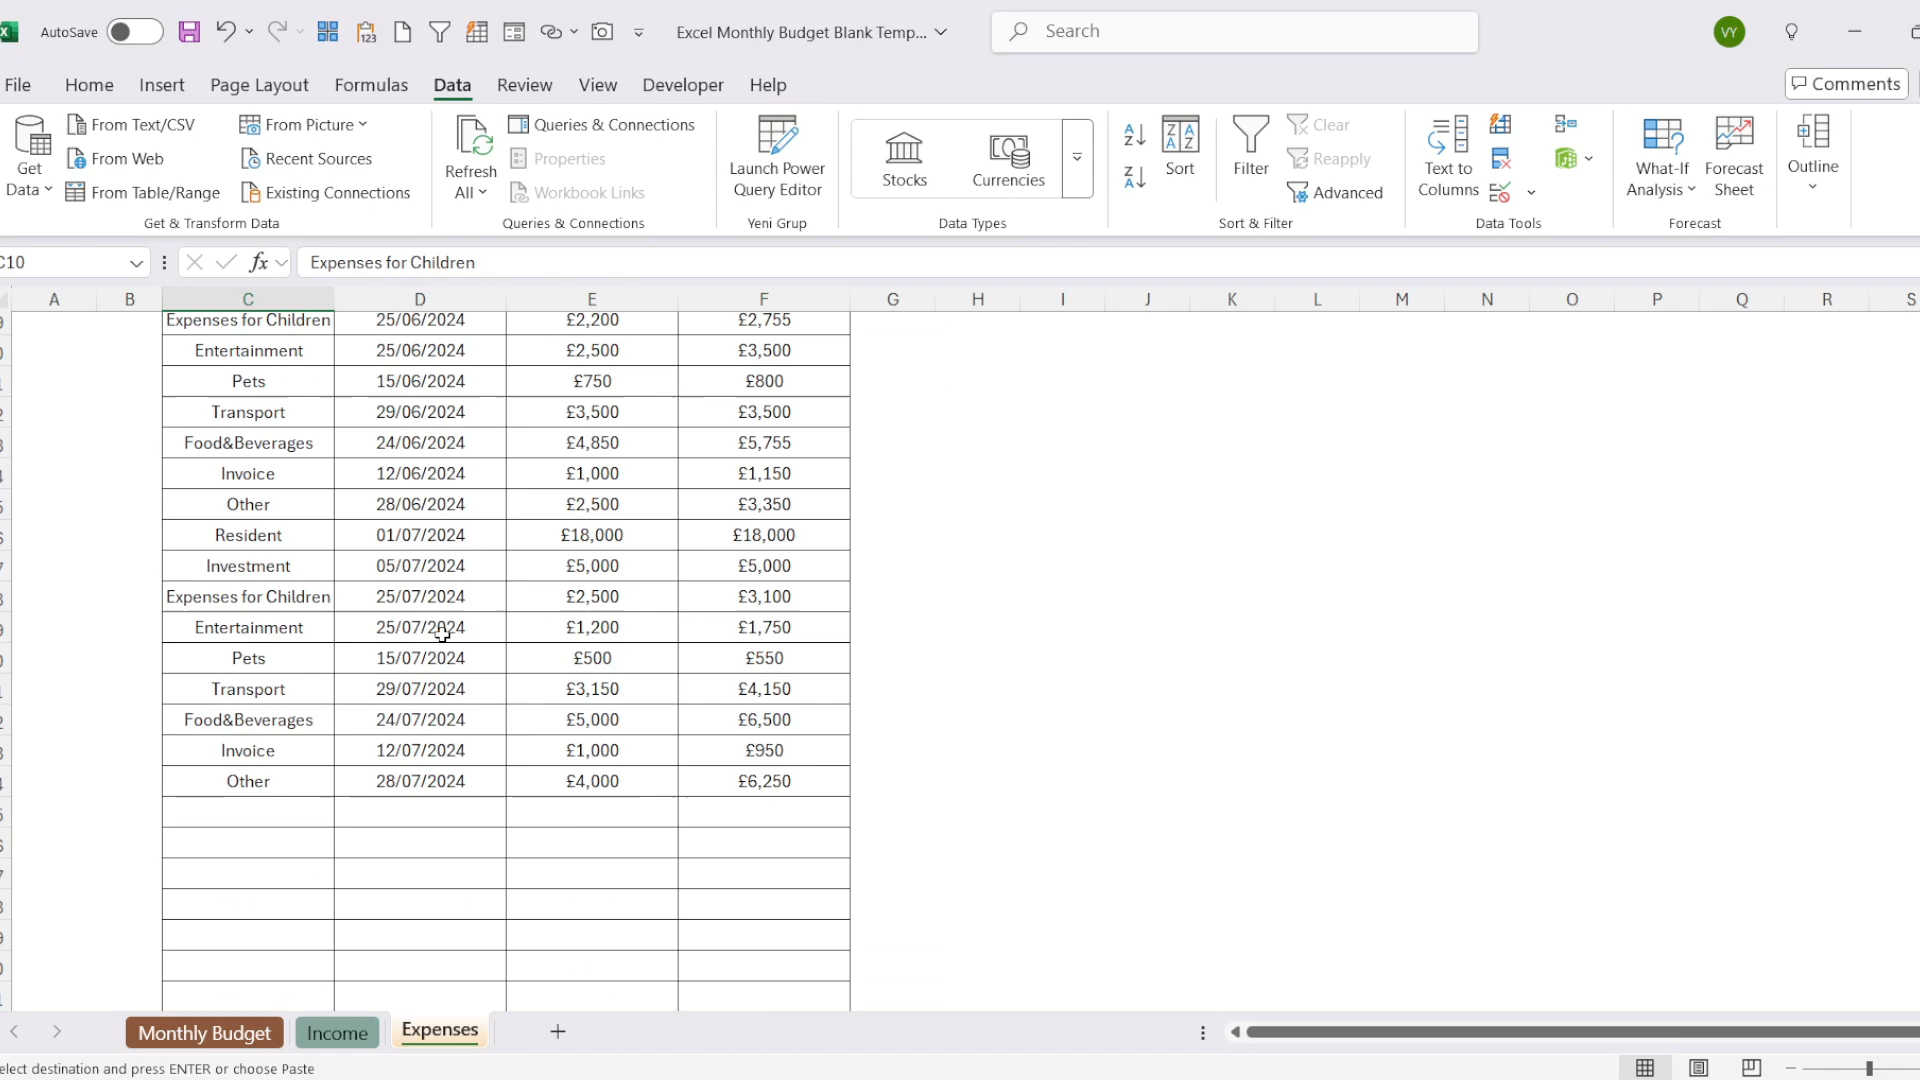 AutoSave
Excel Monthly Budget Blank Temp...
Search
VY
File Home Insert Page Layout Formulas Data Review View Developer Help
Comments
Get Data
From Text/CSV
From Web
From Table/Range
From Picture
Recent Sources
Existing Connections
Get & Transform Data
Refresh All
Queries & Connections
Properties
Workbook Links
Queries & Connections
Launch Power Query Editor
Yeni Grup
Stocks
Currencies
Data Types
Sort
Filter
Clear
Reapply
Advanced
Sort & Filter
Text to Columns
Data Tools
What-If Analysis
Forecast Sheet
Forecast
Outline
C10
fx
Expenses for Children
A B C D E F G H I J K L M N O P Q R S
Expenses for Children 25/06/2024 £2,200 £2,755
Entertainment 25/06/2024 £2,500 £3,500
Pets 15/06/2024 £750 £800
Transport 29/06/2024 £3,500 £3,500
Food&Beverages 24/06/2024 £4,850 £5,755
Invoice 12/06/2024 £1,000 £1,150
Other 28/06/2024 £2,500 £3,350
Resident 01/07/2024 £18,000 £18,000
Investment 05/07/2024 £5,000 £5,000
Expenses for Children 25/07/2024 £2,500 £3,100
Entertainment 25/07/2024 £1,200 £1,750
Pets 15/07/2024 £500 £550
Transport 29/07/2024 £3,150 £4,150
Food&Beverages 24/07/2024 £5,000 £6,500
Invoice 12/07/2024 £1,000 £950
Other 28/07/2024 £4,000 £6,250
Monthly Budget Income Expenses
elect destination and press ENTER or choose Paste